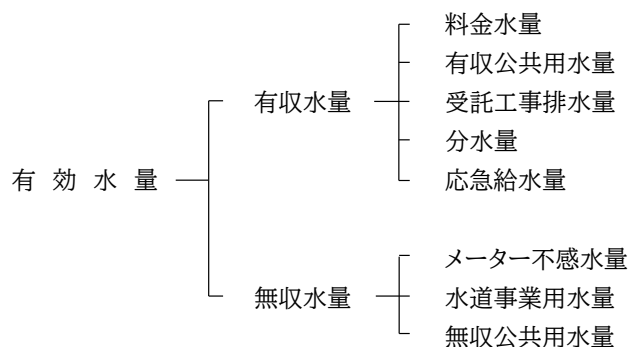 料金水量
有収公共用水量
有収水量
受託工事排水量
分水量
有効水量
応急給水量
メーター不感水量
無収水量
水道事業用水量
無収公共用水量